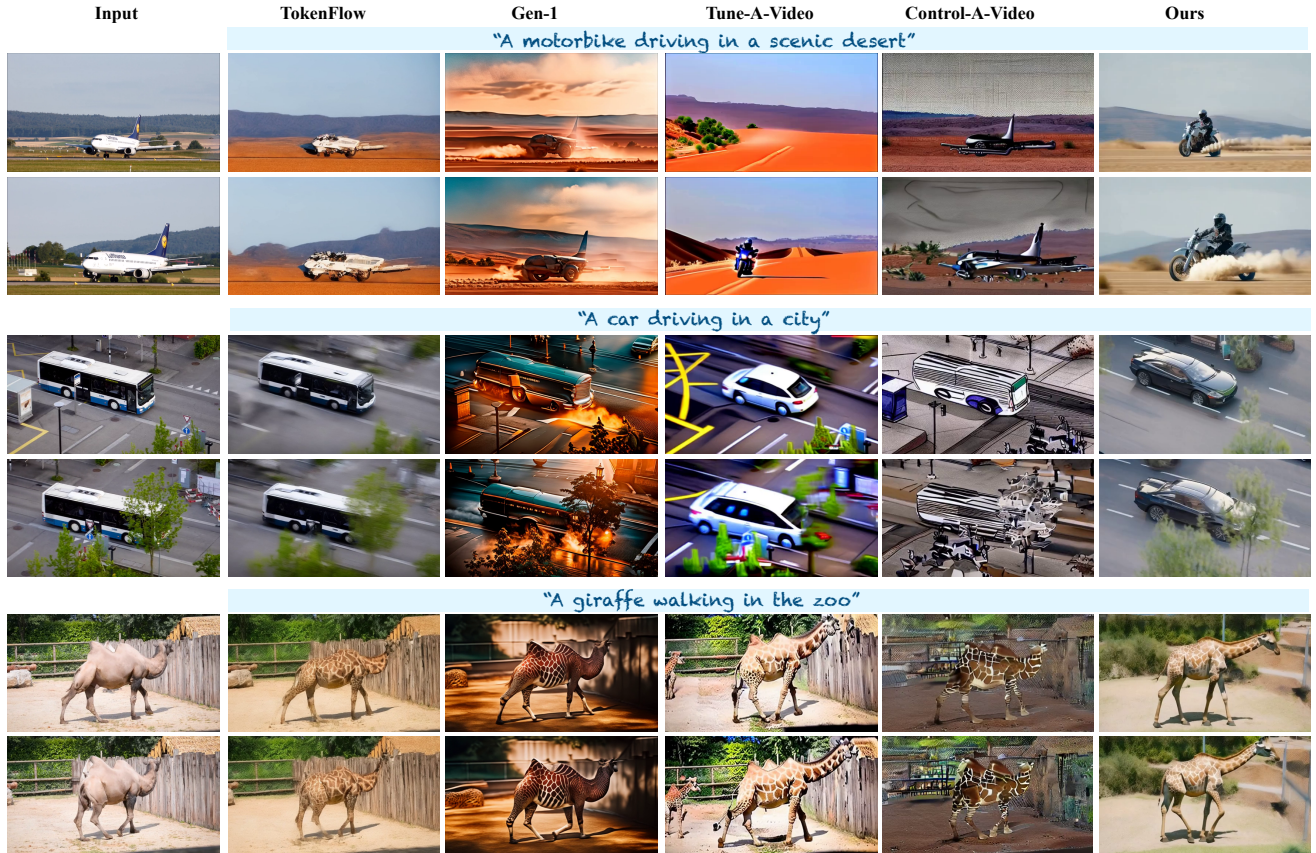 Input TokenFlow Gen-1 Tune-A-Video Control-A-Video Ours
“A motorbike driving in a scenic desert”
Lufthansa
“A car driving in a city”
“A giraffe walking in the zoo”